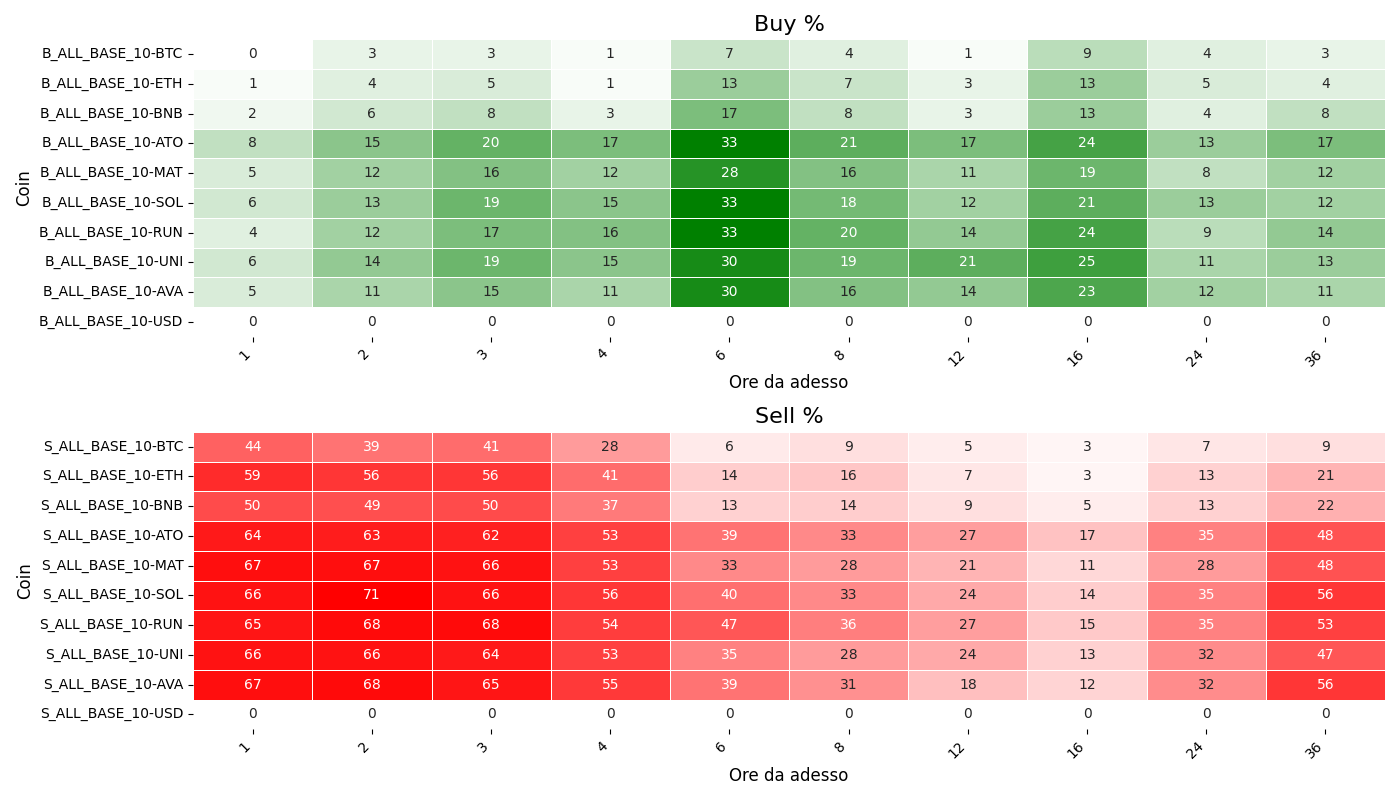 Buy %
Coin
B_ALL_BASE_10-BTC 0 3 3 1 7 4 1 9 4 3
B_ALL_BASE_10-ETH 1 4 5 1 13 7 3 13 5 4
B_ALL_BASE_10-BNB 2 6 8 3 17 8 3 13 4 8
B_ALL_BASE_10-ATO 8 15 20 17 33 21 17 24 13 17
B_ALL_BASE_10-MAT 5 12 16 12 28 16 11 19 8 12
B_ALL_BASE_10-SOL 6 13 19 15 33 18 12 21 13 12
B_ALL_BASE_10-RUN 4 12 17 16 33 20 14 24 9 14
B_ALL_BASE_10-UNI 6 14 19 15 30 19 21 25 11 13
B_ALL_BASE_10-AVA 5 11 15 11 30 16 14 23 12 11
B_ALL_BASE_10-USD 0 0 0 0 0 0 0 0 0 0
1 2 3 4 6 8 12 16 24 36
Ore da adesso
Sell %
Coin
S_ALL_BASE_10-BTC 44 39 41 28 6 9 5 3 7 9
S_ALL_BASE_10-ETH 59 56 56 41 14 16 7 3 13 21
S_ALL_BASE_10-BNB 50 49 50 37 13 14 9 5 13 22
S_ALL_BASE_10-ATO 64 63 62 53 39 33 27 17 35 48
S_ALL_BASE_10-MAT 67 67 66 53 33 28 21 11 28 48
S_ALL_BASE_10-SOL 66 71 66 56 40 33 24 14 35 56
S_ALL_BASE_10-RUN 65 68 68 54 47 36 27 15 35 53
S_ALL_BASE_10-UNI 66 66 64 53 35 28 24 13 32 47
S_ALL_BASE_10-AVA 67 68 65 55 39 31 18 12 32 56
S_ALL_BASE_10-USD 0 0 0 0 0 0 0 0 0 0
1 2 3 4 6 8 12 16 24 36
Ore da adesso